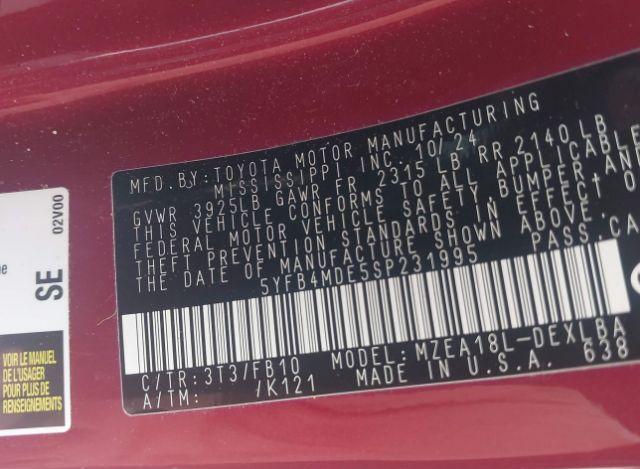 MFD. BY: TOYOTA MOTOR MANUFACTURING
MISSISSIPPI INC. 10/24
GVWR 3925LB GAWR FR 2315 LB RR 2140 LB
THIS VEHICLE CONFORMS TO ALL APPLICABLE
FEDERAL MOTOR VEHICLE SAFETY, BUMPER, AND
THEFT PREVENTION STANDARDS IN EFFECT O
THE DATE OF MANUFACTURE SHOWN ABOVE.
5YFB4MDE5SP231995 PASS. CA
C/TR: 3T3/FB10 MODEL: MZEA18L-DEXLBA
A/TM: /K121 MADE IN U.S.A. 638
02V00
SE
ne
VOIR LE MANUEL
DE L'USAGER
POUR PLUS DE
RENSEIGNEMENTS